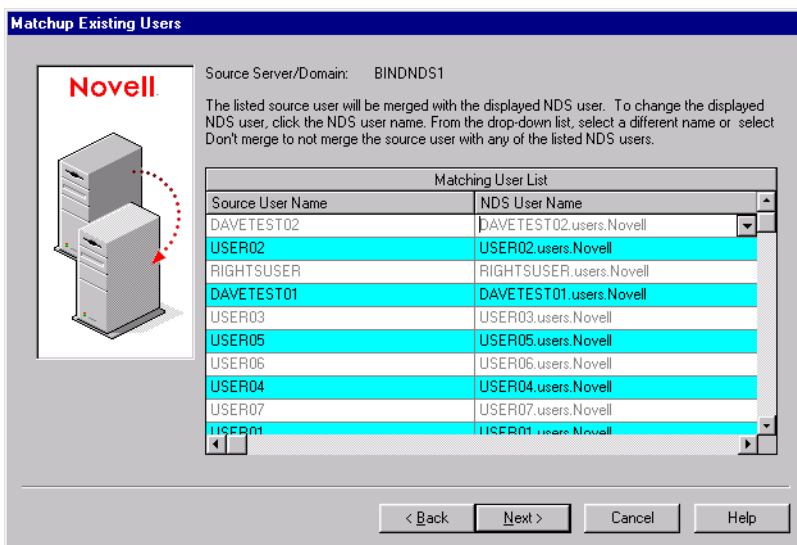 Matchup Existing Users
Novell
Source Server/Domain: BINDNDS1
The listed source user will be merged with the displayed NDS user. To change the displayed
NDS user, click the NDS user name. From the drop-down list, select a different name or select
Don't merge to not merge the source user with any of the listed NDS users.
Matching User List
Source User Name NDS User Name
DAVETEST02 DAVETEST02.users.Novell
USER02 USER02.users.Novell
RIGHTSUSER RIGHTSUSER.users.Novell
DAVETEST01 DAVETEST01.users.Novell
USER03 USER03.users.Novell
USER05 USER05.users.Novell
USER06 USER06.users.Novell
USER04 USER04.users.Novell
USER07 USER07.users.Novell
USER01 USER01.users.Novell
< Back Next > Cancel Help